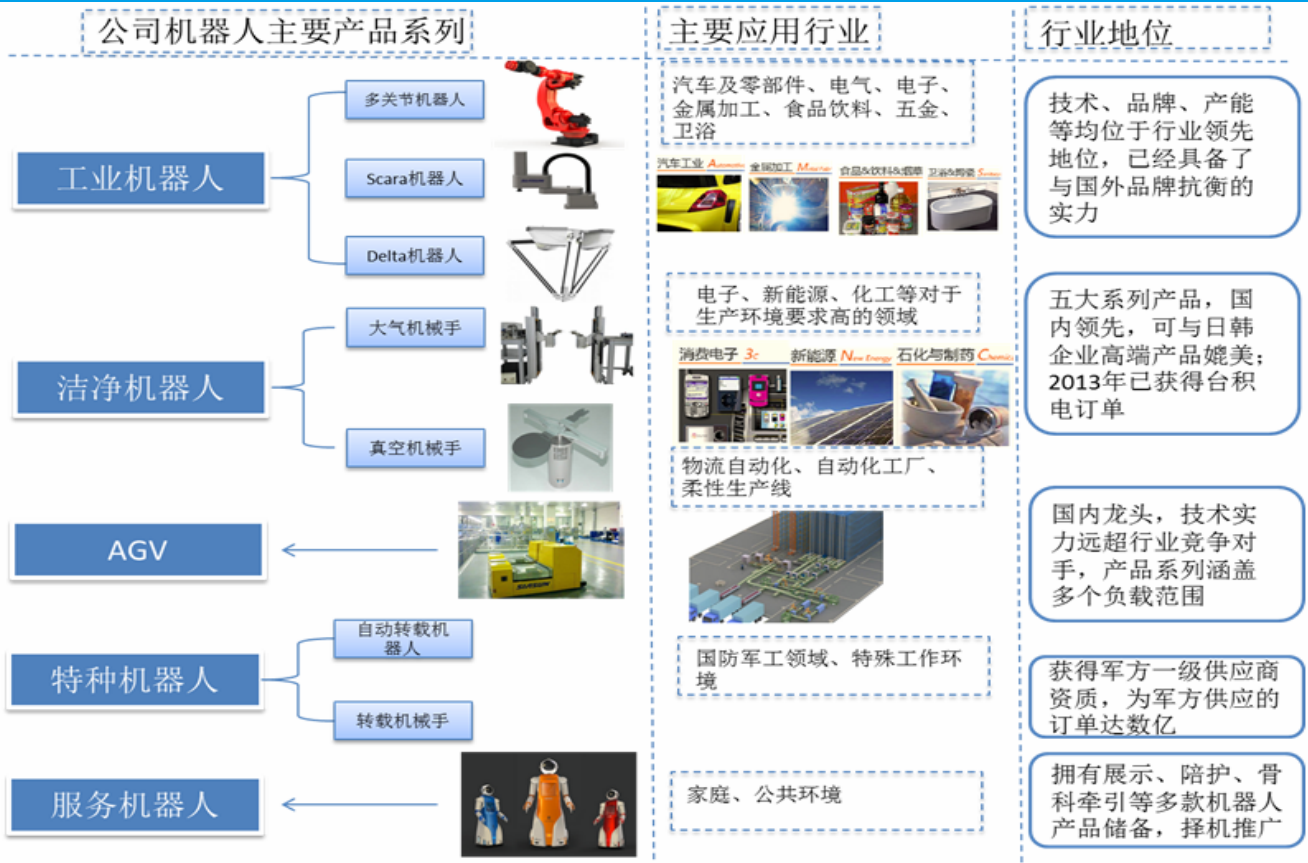 公司机器人主要产品系列
主要应用行业
行业地位
工业机器人
多关节机器人
Scara机器人
Delta机器人
汽车及零部件、电气、电子、
金属加工、食品饮料、五金、
卫浴
汽车工业 Automotive
金属加工
食品&饮料&烟草
卫浴&陶瓷
技术、品牌、产能
等均位于行业领先
地位，已经具备了
与国外品牌抗衡的
实力
洁净机器人
大气机械手
真空机械手
电子、新能源、化工等对于
生产环境要求高的领域
消费电子 3c
新能源 New Energy
石化与制药
五大系列产品，国
内领先，可与日韩
企业高端产品媲美；
2013年已获得台积
电订单
AGV
SIASUN
物流自动化、自动化工厂、
柔性生产线
国内龙头，技术实
力远超行业竞争对
手，产品系列涵盖
多个负载范围
特种机器人
自动转载机
器人
转载机械手
国防军工领域、特殊工作环
境
获得军方一级供应商
资质，为军方供应的
订单达数亿
服务机器人
家庭、公共环境
拥有展示、陪护、骨
科牵引等多款机器人
产品储备，择机推广